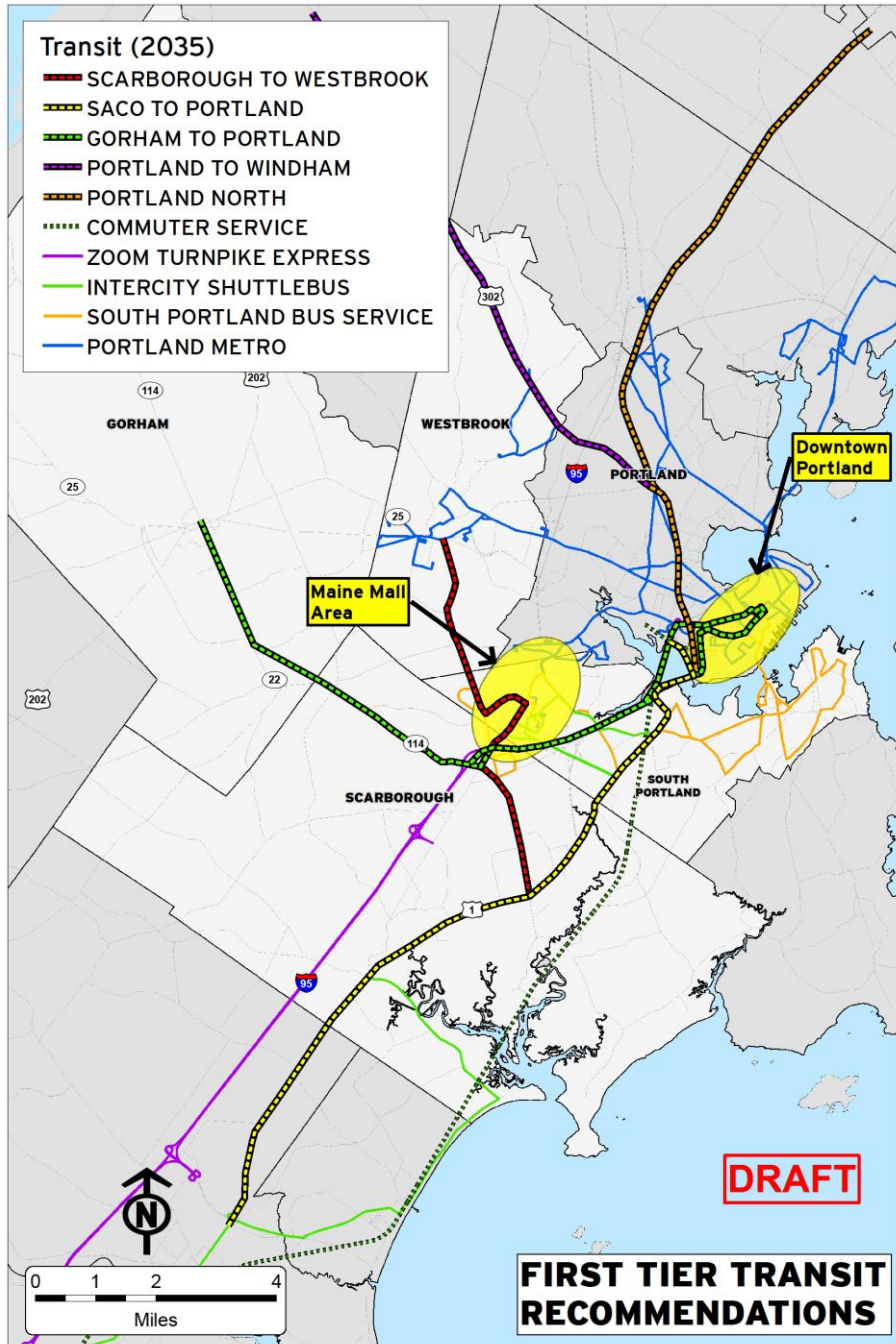 Transit (2035)
SCARBOROUGH TO WESTBROOK
SACO TO PORTLAND
GORHAM TO PORTLAND
PORTLAND TO WINDHAM
PORTLAND NORTH
COMMUTER SERVICE
ZOOM TURNPIKE EXPRESS
INTERCITY SHUTTLEBUS
SOUTH PORTLAND BUS SERVICE
PORTLAND METRO
302
202
114
GORHAM
WESTBROOK
Downtown
Portland
95
PORTLAND
25
25
Maine Mall
Area
22
202
114
SCARBOROUGH
SOUTH
PORTLAND
1
95
DRAFT
N
0 1 2 4
Miles
FIRST TIER TRANSIT
RECOMMENDATIONS